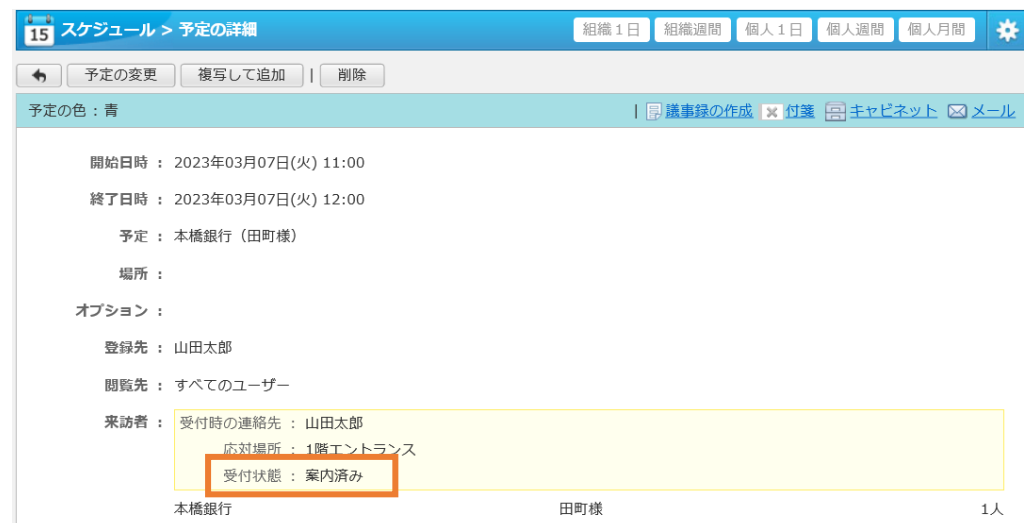 15 スケジュール > 予定の詳細 組織１日 組織週間 個人１日 個人週間 個人月間
予定の変更 複写して追加 | 削除
予定の色：青 | 議事録の作成 付箋 キャビネット メール
開始日時 ： 2023年03月07日(火) 11:00
終了日時 ： 2023年03月07日(火) 12:00
予定 ： 本橋銀行（田町様）
場所 ：
オプション ：
登録先 ： 山田太郎
閲覧先 ： すべてのユーザー
来訪者 ： 受付時の連絡先 ： 山田太郎
応対場所 ： 1階エントランス
受付状態 ： 案内済み
本橋銀行 田町様 1人